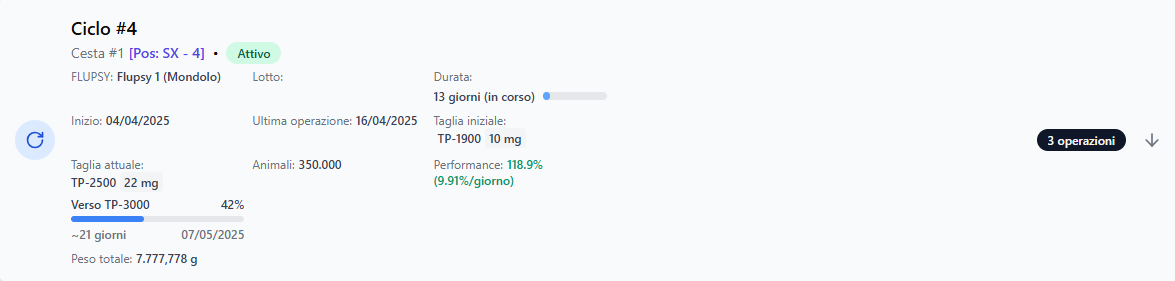 Ciclo #4
Cesta #1 [Pos: SX - 4] • Attivo
FLUPSY: Flupsy 1 (Mondolo)
Lotto:
Durata:
13 giorni (in corso)
Inizio: 04/04/2025
Ultima operazione: 16/04/2025
Taglia iniziale:
TP-1900 10 mg
3 operazioni
Taglia attuale:
TP-2500 22 mg
Animali: 350.000
Performance: 118.9%
(9.91%/giorno)
Verso TP-3000 42%
~21 giorni 07/05/2025
Peso totale: 7.777,778 g